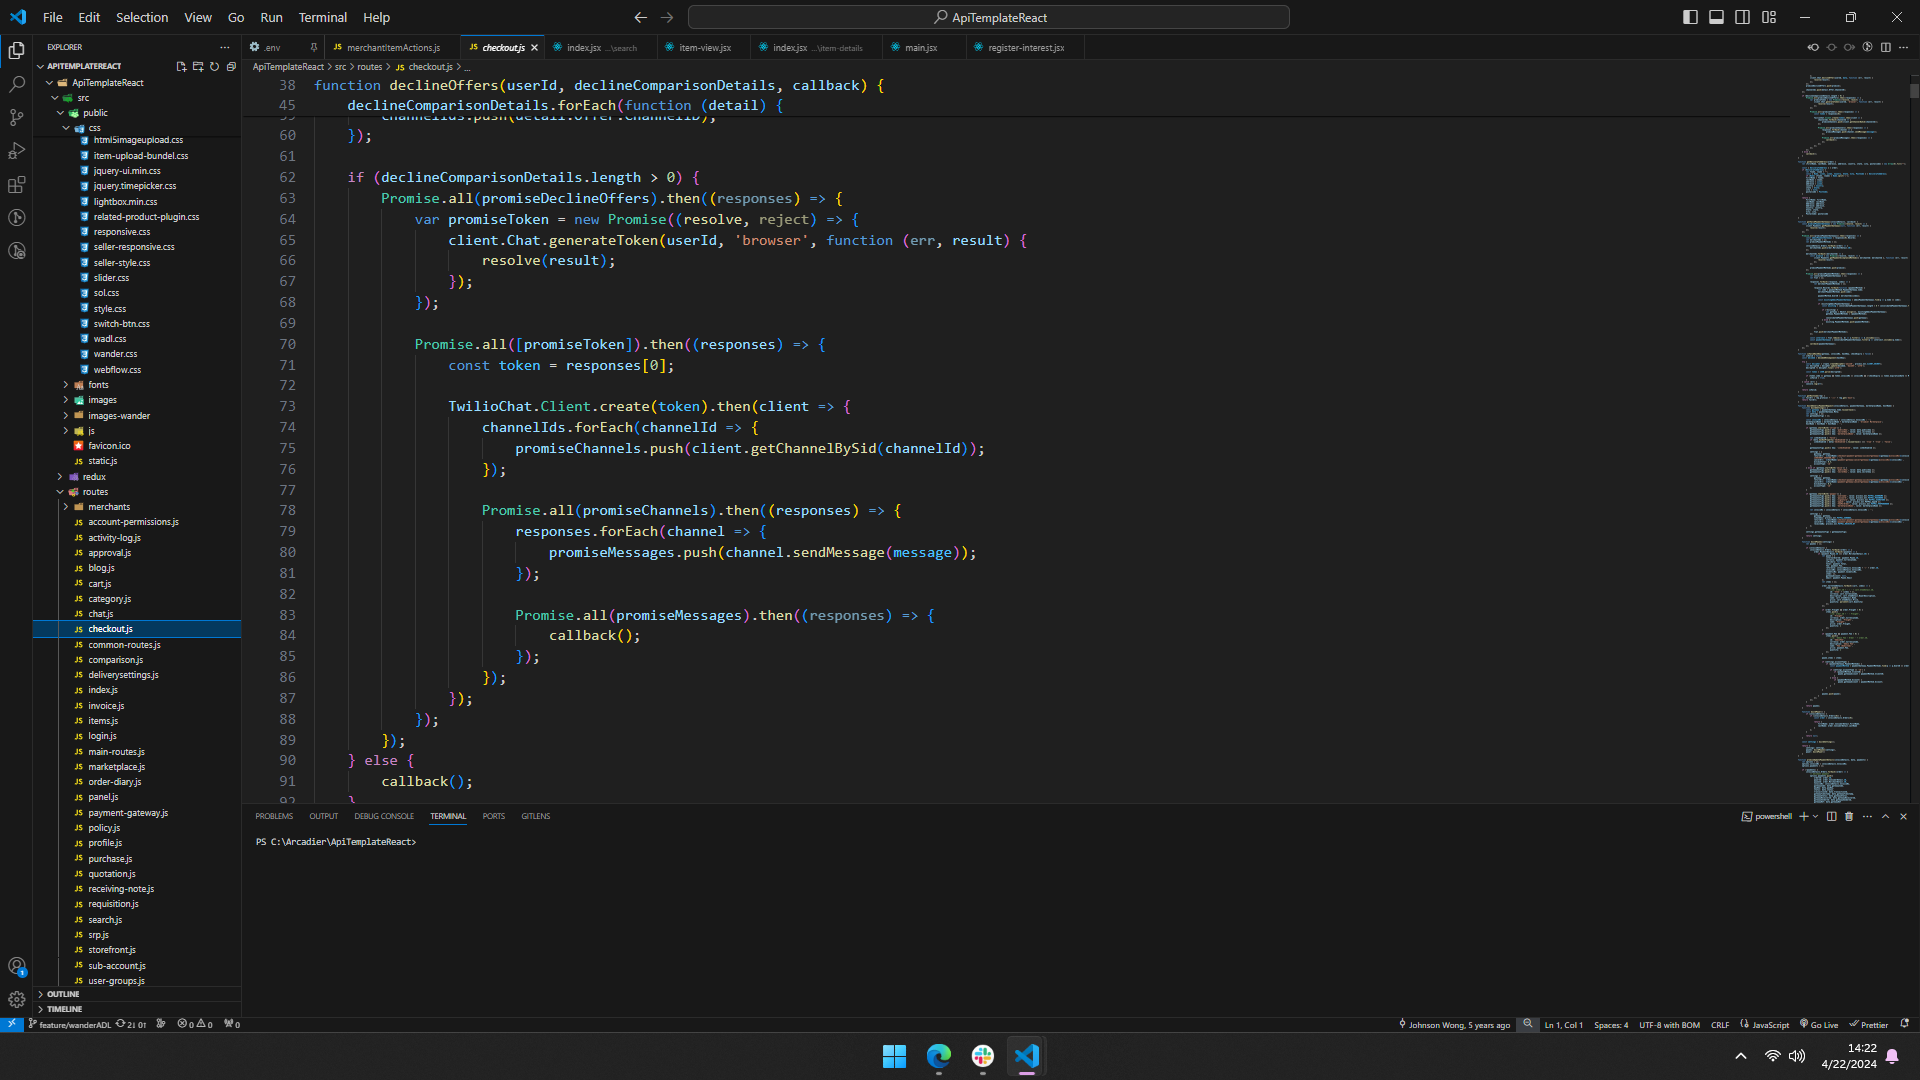 File Edit Selection View Go Run Terminal Help
ApiTemplateReact
EXPLORER
.env
merchantItemActions.js
checkout.js
index.jsx ...\search
item-view.jsx
index.jsx ...\item-details
main.jsx
register-interest.jsx
APITEMPLATEREACT
ApiTemplateReact > src > routes > checkout.js > ...
ApiTemplateReact
src
public
css
html5imageupload.css
item-upload-bundel.css
jquery-ui.min.css
jquery.timepicker.css
lightbox.min.css
related-product-plugin.css
responsive.css
seller-responsive.css
seller-style.css
slider.css
sol.css
style.css
switch-btn.css
wadl.css
wander.css
webflow.css
fonts
images
images-wander
js
favicon.ico
static.js
redux
routes
merchants
account-permissions.js
activity-log.js
approval.js
blog.js
cart.js
category.js
chat.js
checkout.js
common-routes.js
comparison.js
deliverysettings.js
index.js
invoice.js
items.js
login.js
main-routes.js
marketplace.js
order-diary.js
panel.js
payment-gateway.js
policy.js
profile.js
purchase.js
quotation.js
receiving-note.js
requisition.js
search.js
srp.js
storefront.js
sub-account.js
user-groups.js
OUTLINE
TIMELINE
38 function declineOffers(userId, declineComparisonDetails, callback) {
45 declineComparisonDetails.forEach(function (detail) {
59 channelIds.push(detail.Offer.ChannelID);
60 });
61
62 if (declineComparisonDetails.length > 0) {
63 Promise.all(promiseDeclineOffers).then((responses) => {
64 var promiseToken = new Promise((resolve, reject) => {
65 client.Chat.generateToken(userId, 'browser', function (err, result) {
66 resolve(result);
67 });
68 });
69
70 Promise.all([promiseToken]).then((responses) => {
71 const token = responses[0];
72
73 TwilioChat.Client.create(token).then(client => {
74 channelIds.forEach(channelId => {
75 promiseChannels.push(client.getChannelBySid(channelId));
76 });
77
78 Promise.all(promiseChannels).then((responses) => {
79 responses.forEach(channel => {
80 promiseMessages.push(channel.sendMessage(message));
81 });
82
83 Promise.all(promiseMessages).then((responses) => {
84 callback();
85 });
86 });
87 });
88 });
89 });
90 } else {
91 callback();
92 }
PROBLEMS OUTPUT DEBUG CONSOLE TERMINAL PORTS GITLENS
powershell
PS C:\Arcadier\ApiTemplateReact>
feature/wanderADL 2↓ 0↑ 0 0 0
Johnson Wong, 5 years ago Ln 1, Col 1 Spaces: 4 UTF-8 with BOM CRLF JavaScript Go Live Prettier
14:22
4/22/2024